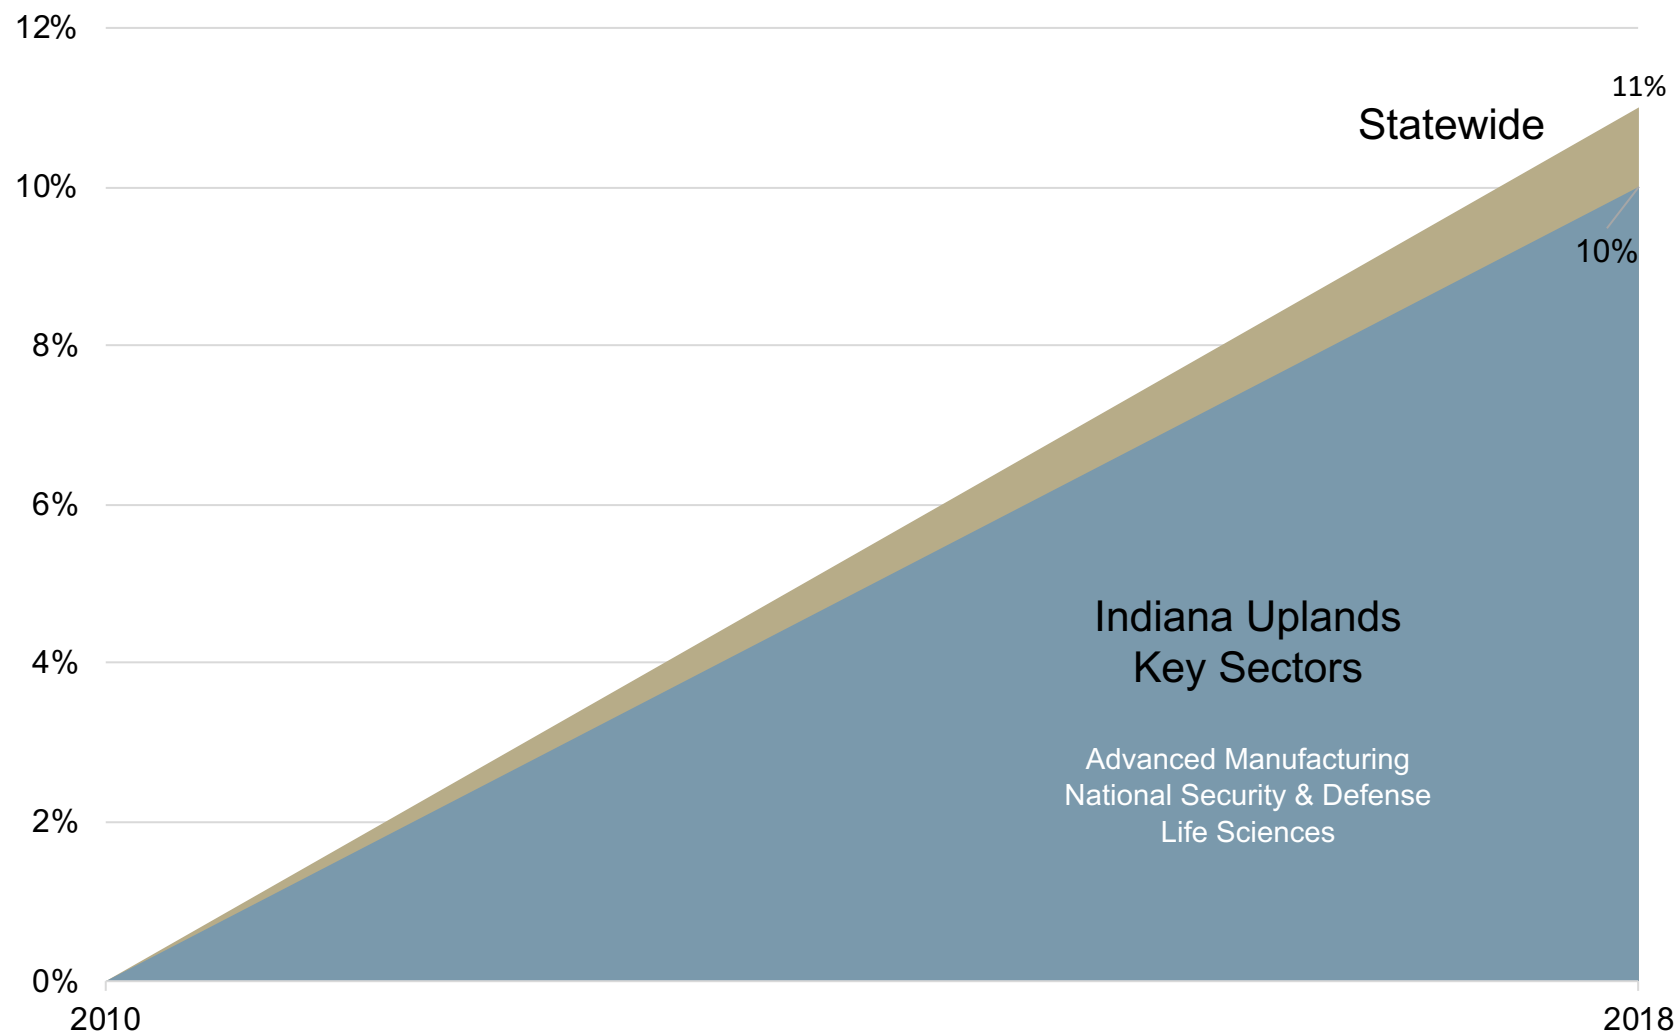 12%
11%
Statewide
10%
10%
8%
6%
Indiana Uplands
Key Sectors
4%
Advanced Manufacturing
National Security & Defense
2%
Life Sciences
0%
2010
2018